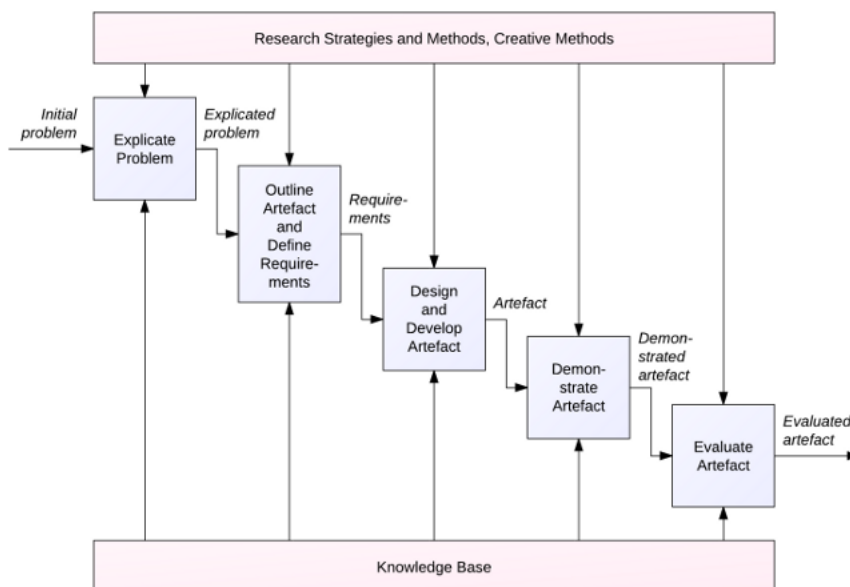 Research Strategies and Methods, Creative Methods
Initial
problem
Explicate
Problem
Explicated
problem
Outline
Artefact
and
Define
Require-
ments
Require-
ments
Design
and
Develop
Artefact
Artefact
Demon-
strate
Artefact
Demon-
strated
artefact
Evaluate
Artefact
Evaluated
artefact
Knowledge Base